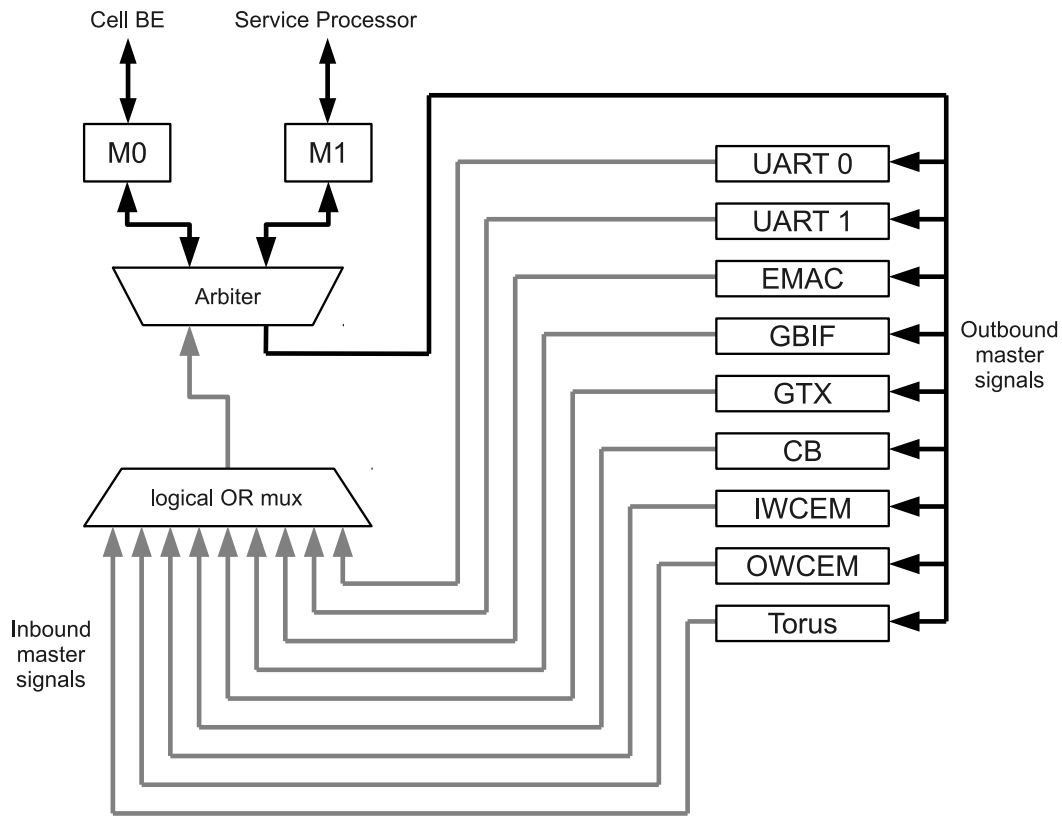 Cell BE
Service Processor
M0
M1
Arbiter
logical OR mux
Inbound
master
signals
UART 0
UART 1
EMAC
GBIF
GTX
CB
IWCEM
OWCEM
Torus
Outbound
master
signals